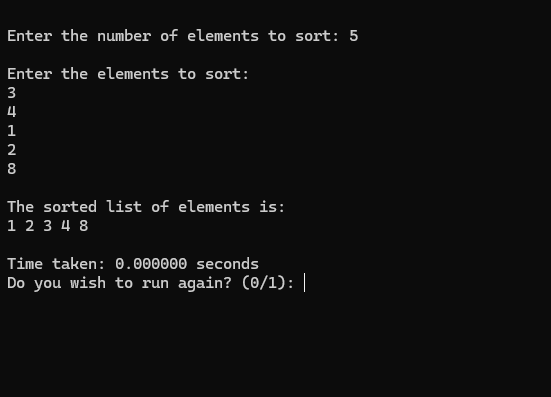 Enter the number of elements to sort: 5
Enter the elements to sort:
3
4
1
2
8
The sorted list of elements is:
1 2 3 4 8
Time taken: 0.000000 seconds
Do you wish to run again? (0/1):